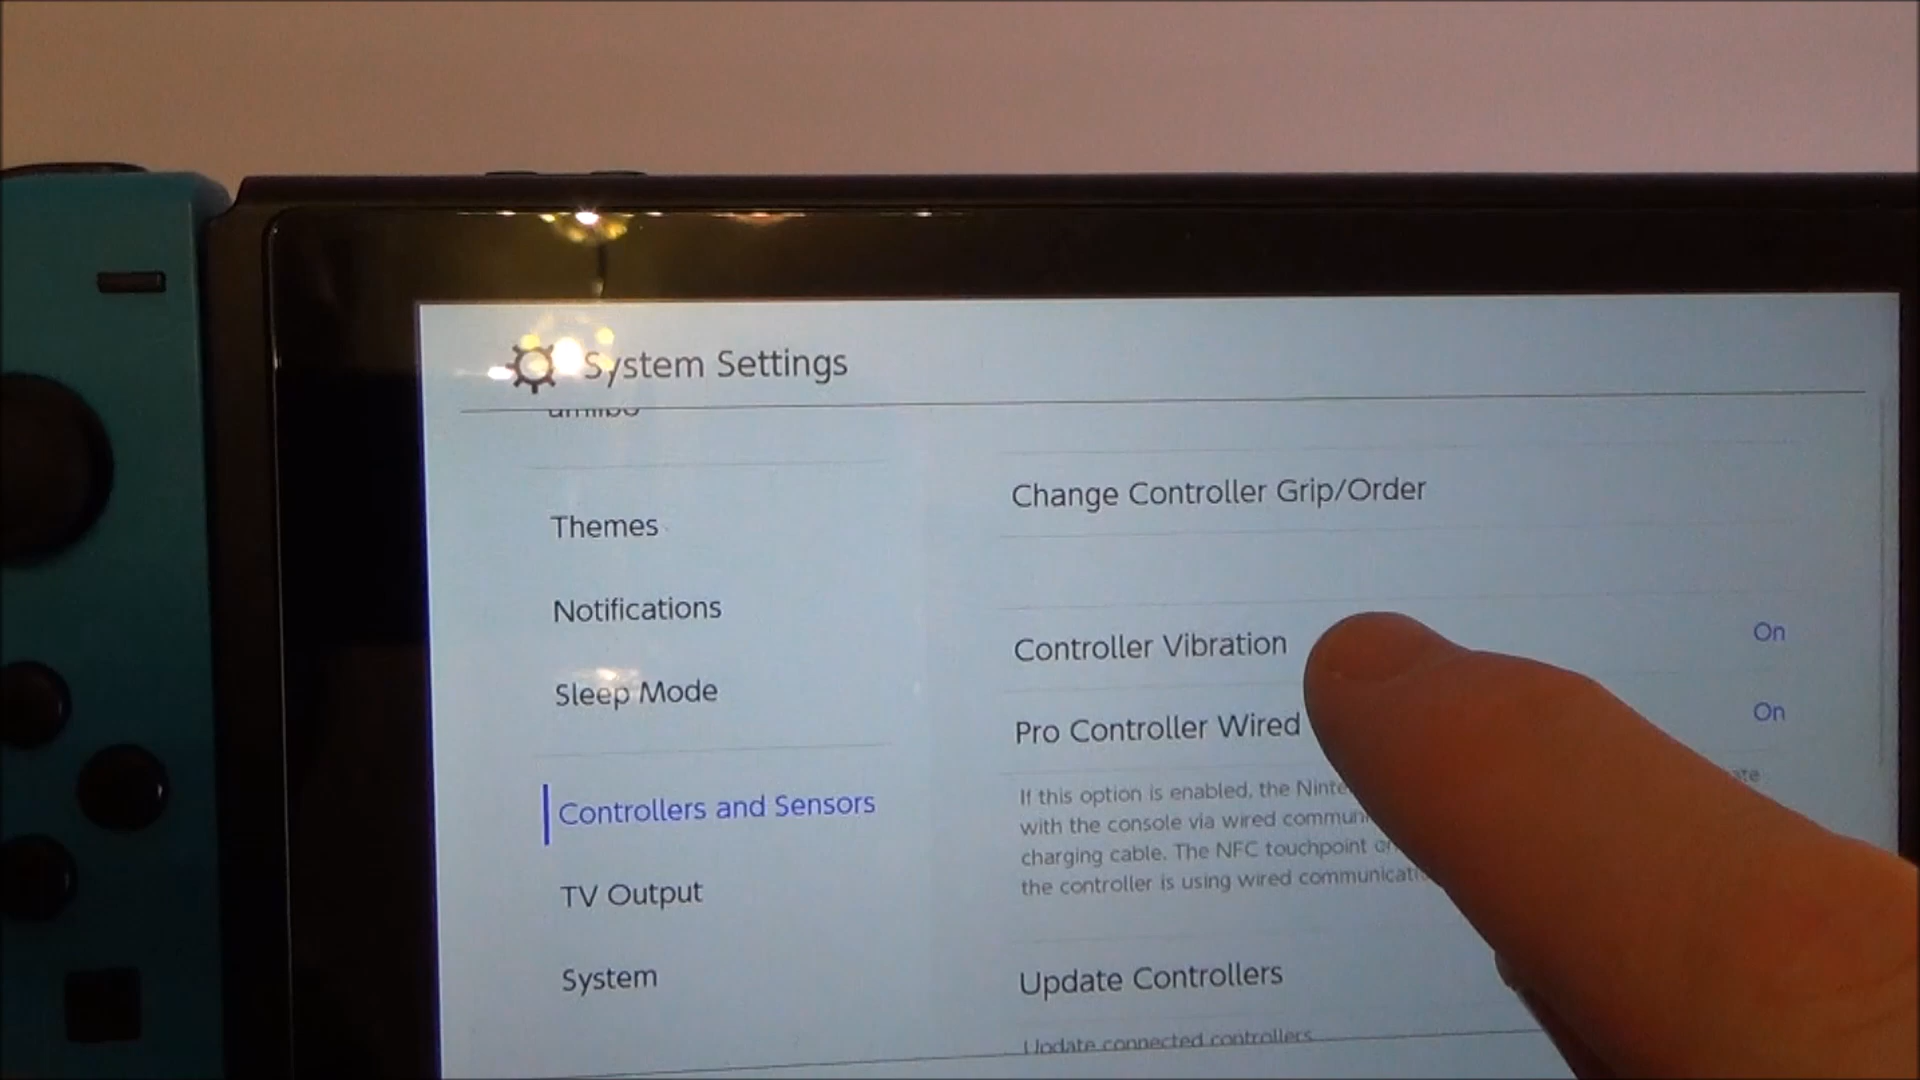 System Settings
amiibo
Themes
Notifications
Sleep Mode
Controllers and Sensors
TV Output
System
Change Controller Grip/Order
Controller Vibration On
Pro Controller Wired On
If this option is enabled, the
with the console via wired
charging cable. The NFC touchpoint
the controller is using wired
Update Controllers
Update connected controllers